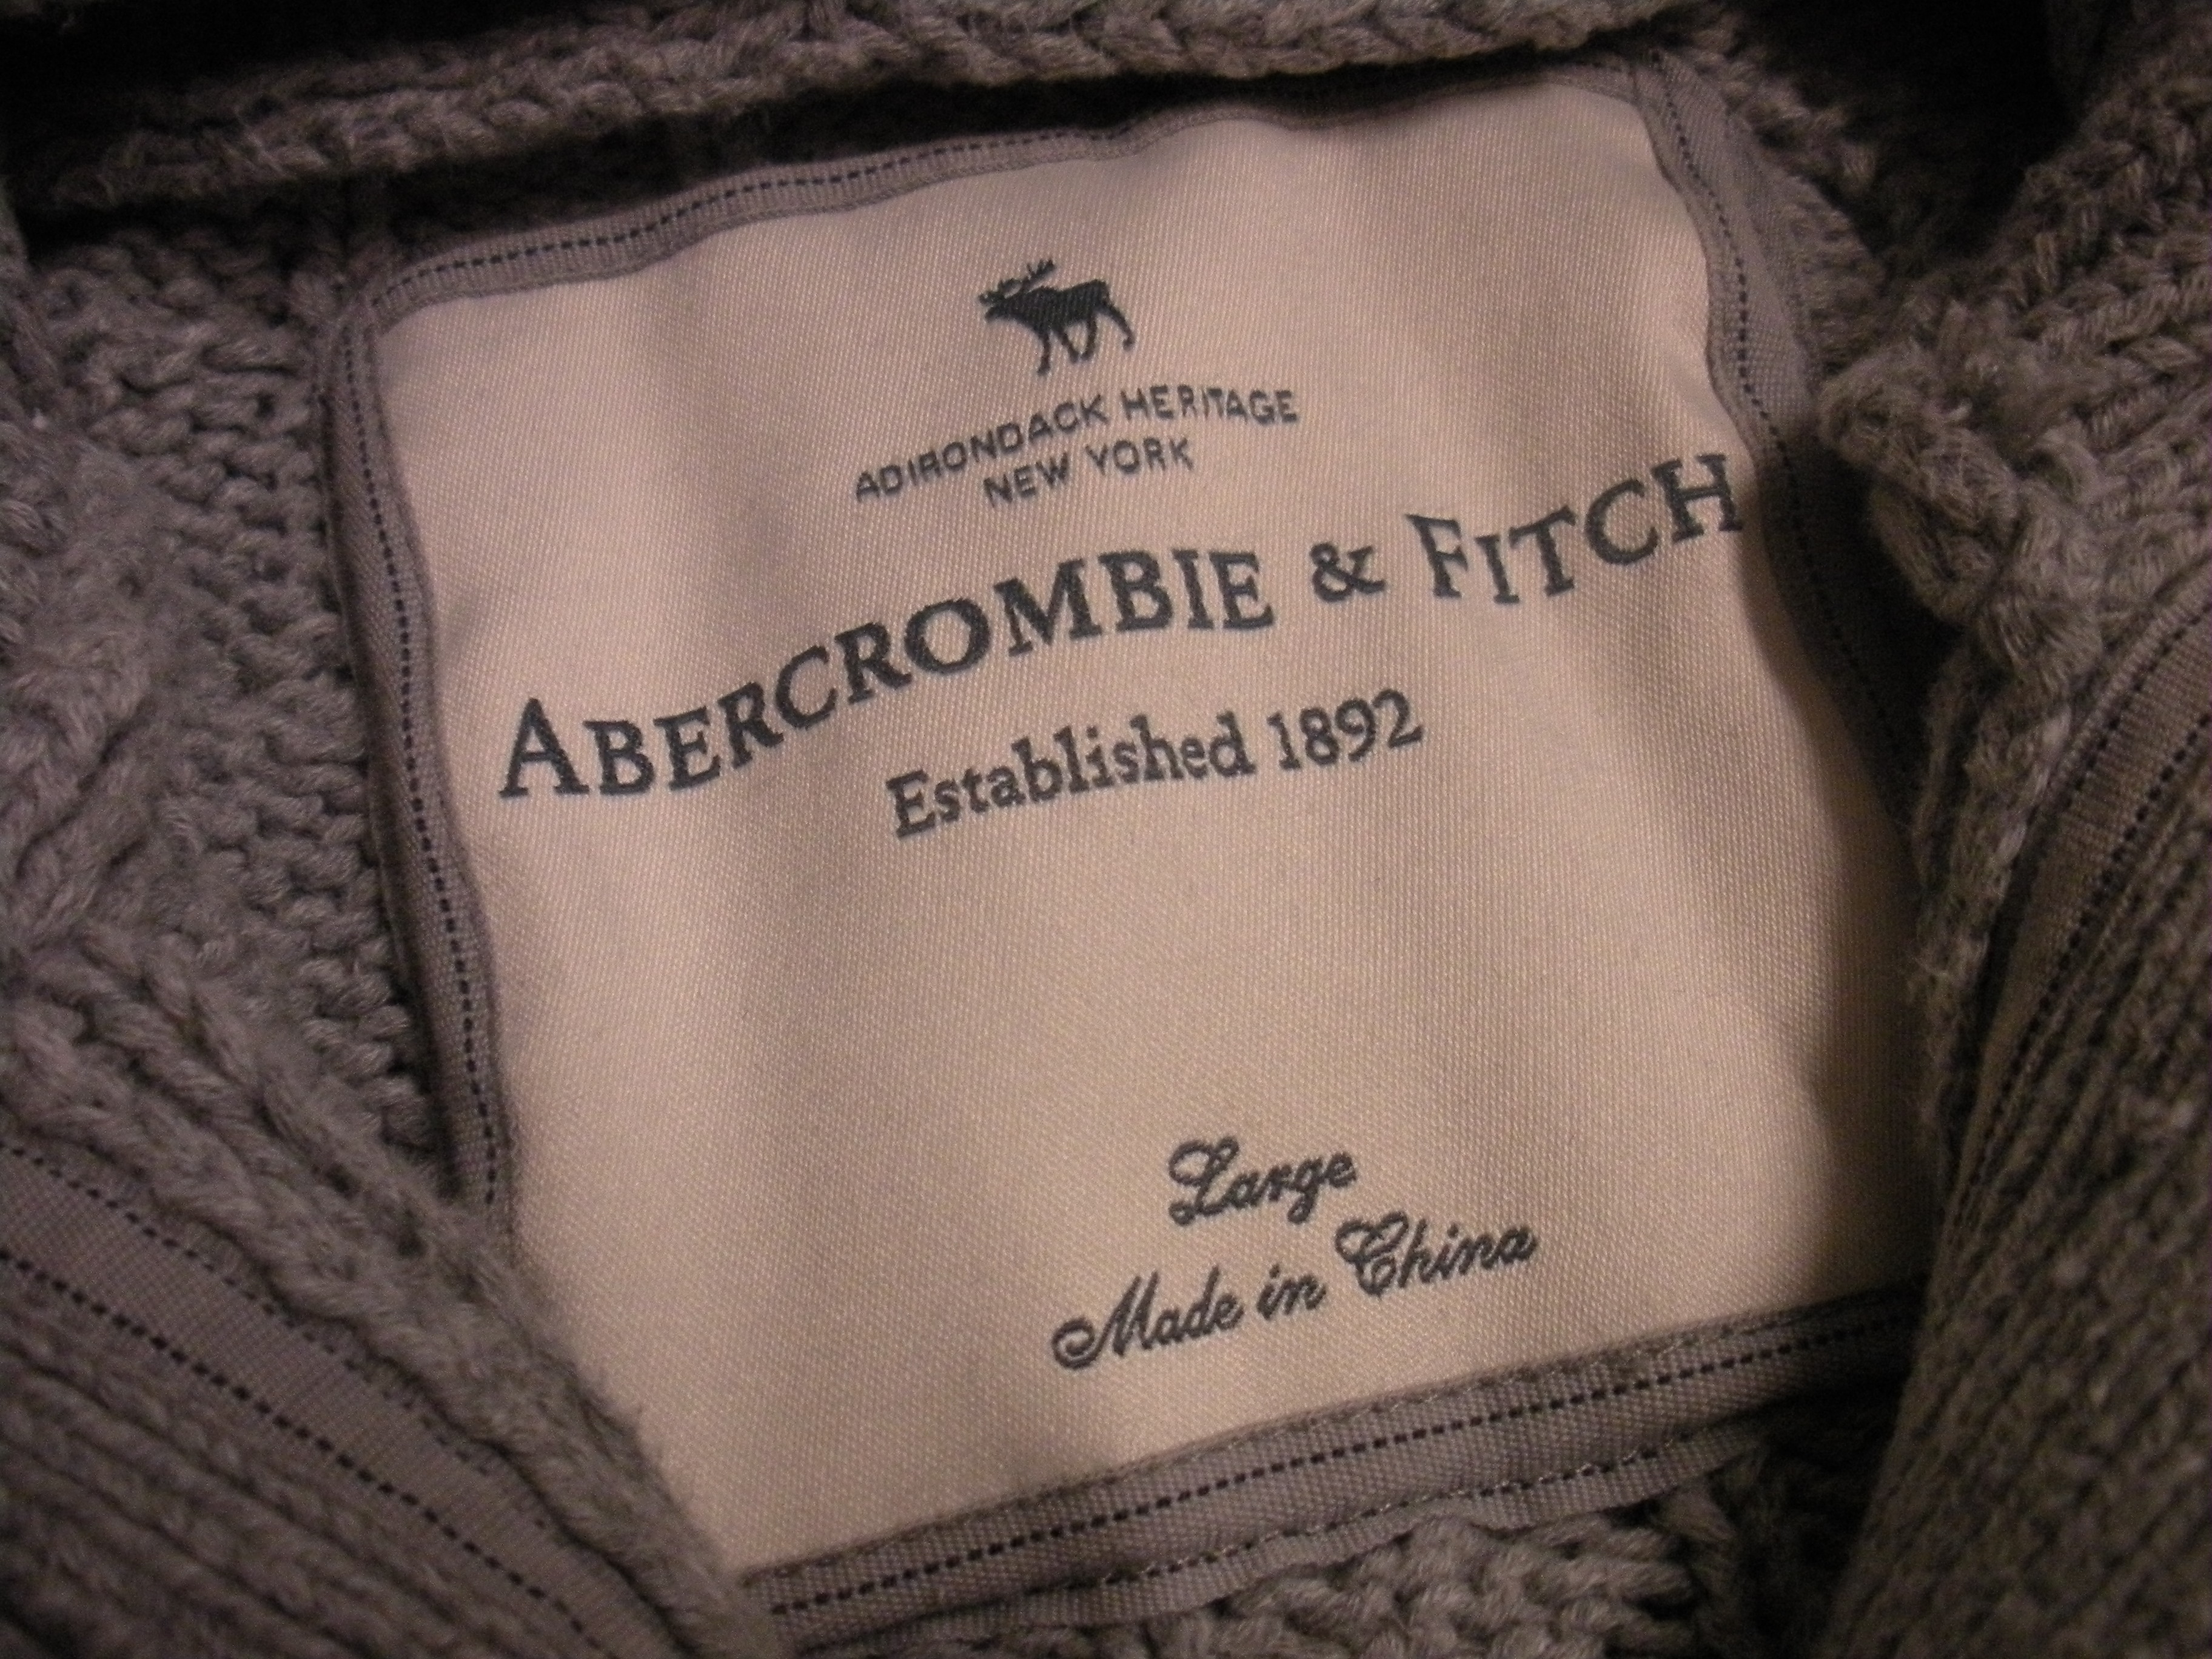 ADIRONDACK HERITAGE
NEW YORK
ABERCROMBIE & FITCH
Established 1892
Large
Made in China